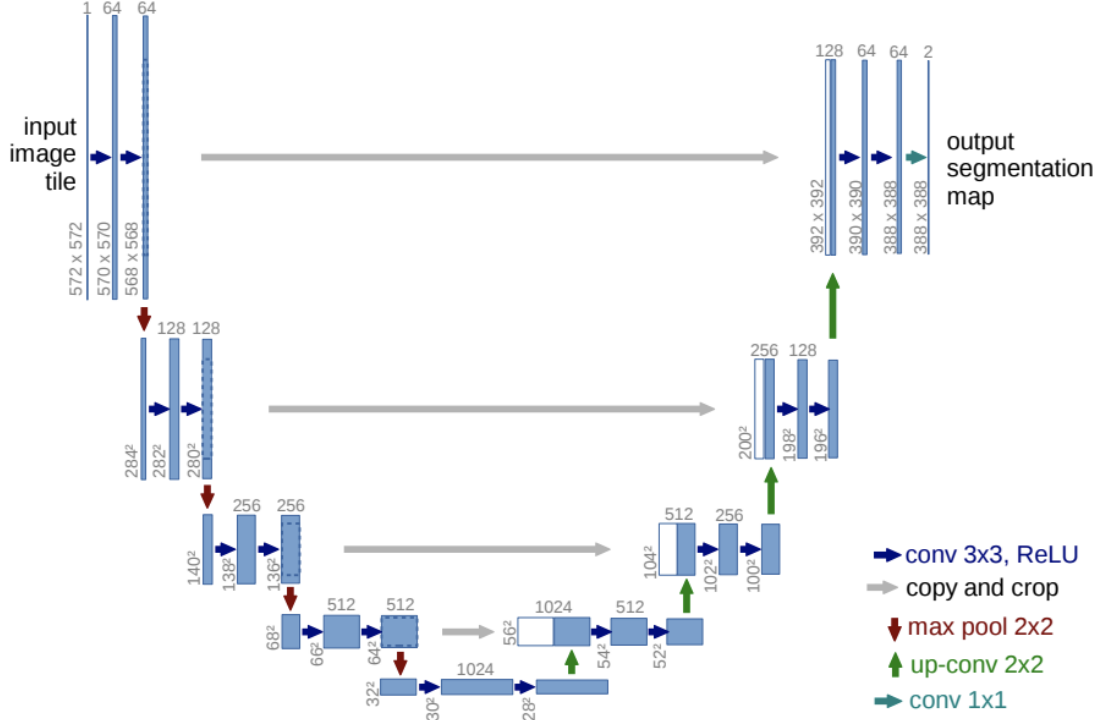 1 64 64
input
image
tile
572 x 572
570 x 570
568 x 568
128 64 64 2
output
segmentation
map
392 x 392
390 x 390
388 x 388
388 x 388
128 128
284²
282²
280²
256 128
200²
198²
196²
256 256
140²
138²
136²
512 256
104²
102²
100²
512 512
68²
66²
64²
1024 512
56²
54²
52²
1024
32²
30²
28²
conv 3x3, ReLU
copy and crop
max pool 2x2
up-conv 2x2
conv 1x1